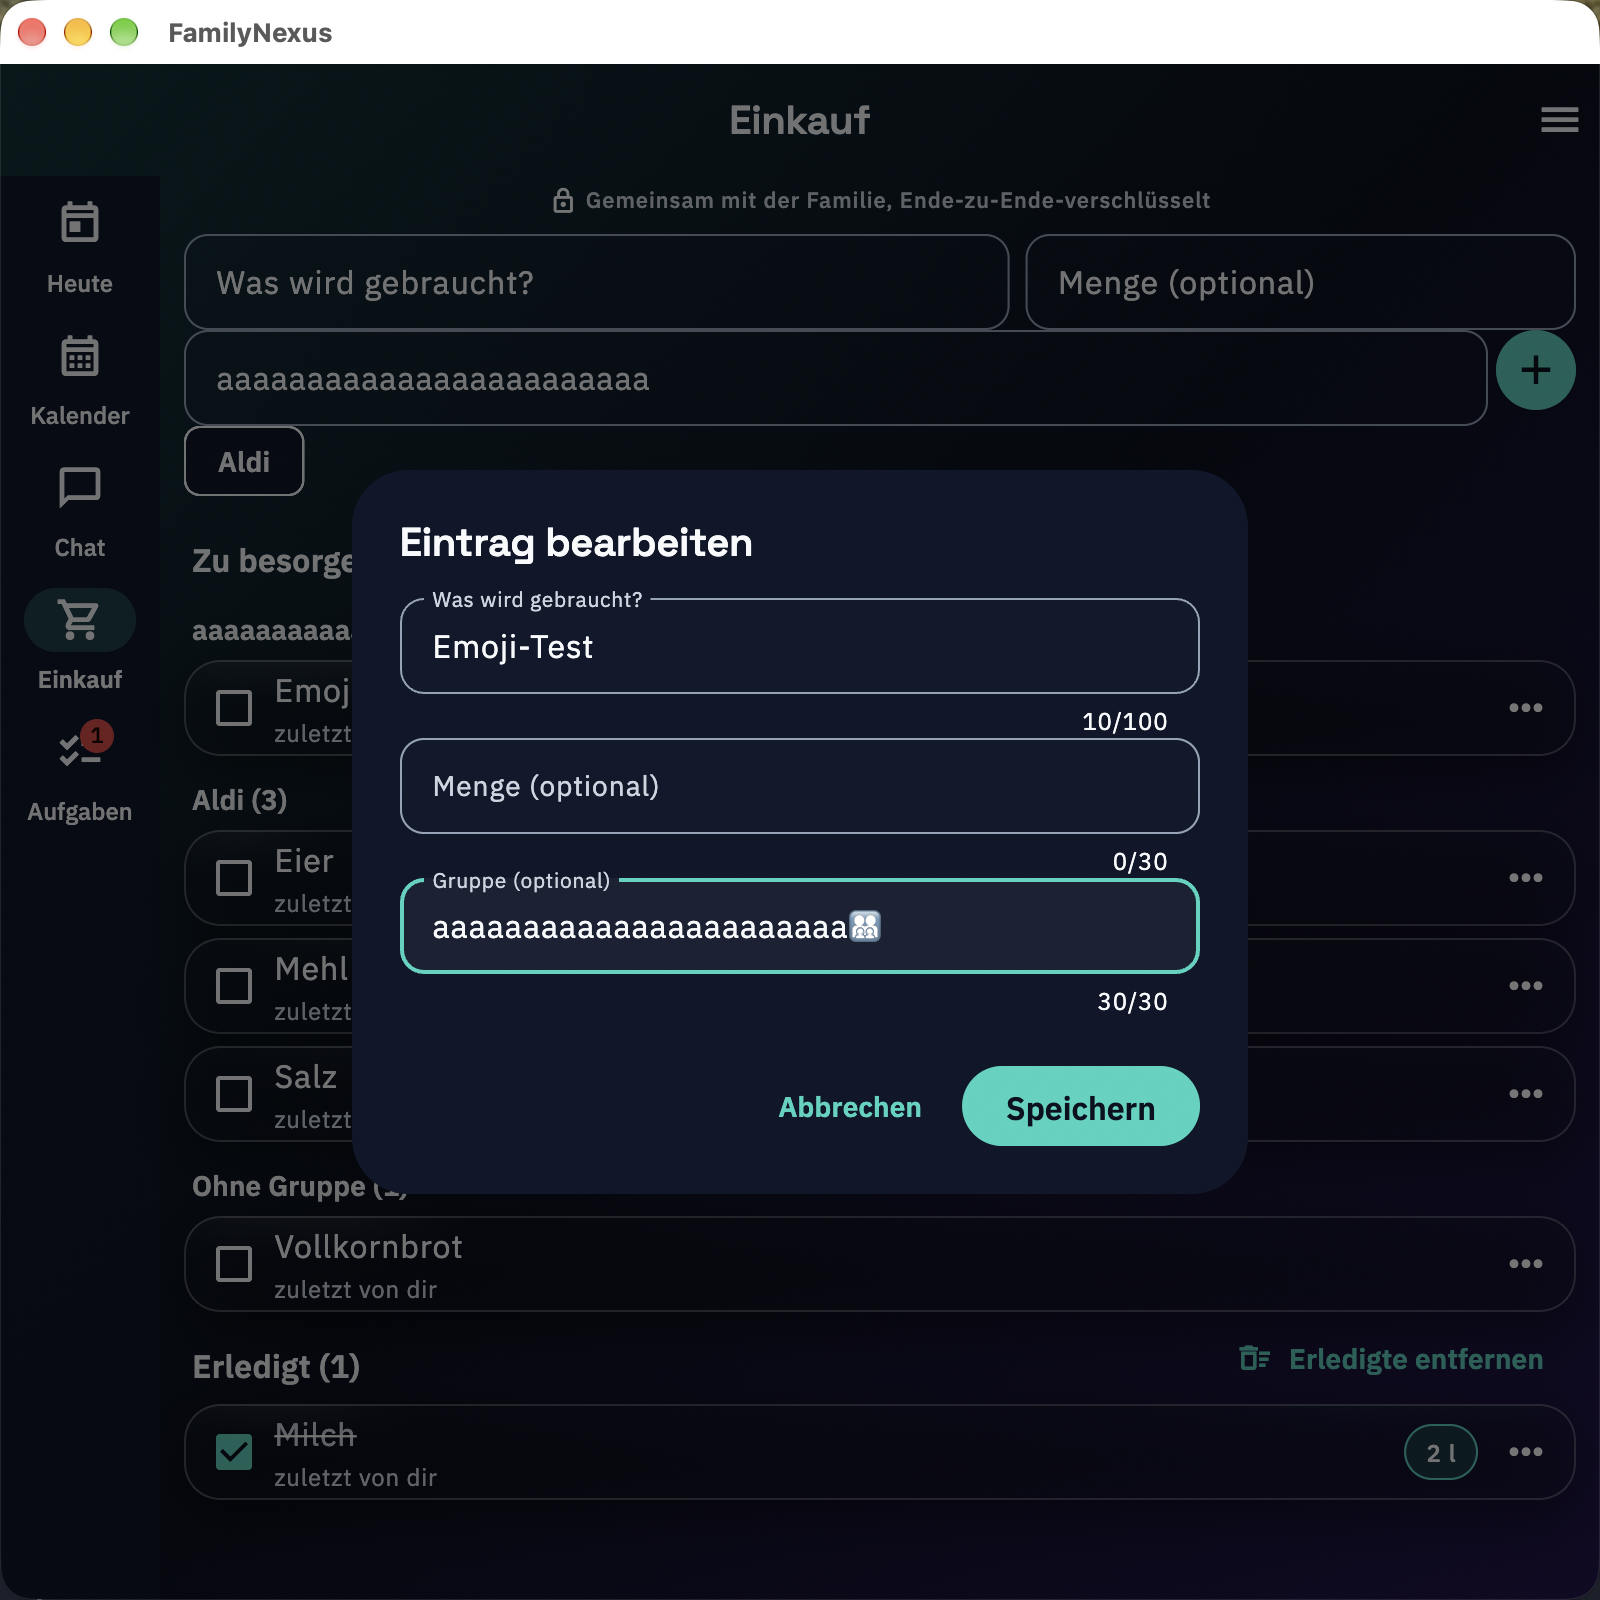 FamilyNexus
Einkauf
Gemeinsam mit der Familie, Ende-zu-Ende-verschlüsselt
Heute
Kalender
Chat
Einkauf
1
Aufgaben
Was wird gebraucht?
Menge (optional)
aaaaaaaaaaaaaaaaaaaaaaaa
Aldi
Eintrag bearbeiten
Was wird gebraucht?
Emoji-Test
10/100
Menge (optional)
0/30
Gruppe (optional)
aaaaaaaaaaaaaaaaaaaaaaa👨‍👩‍👧‍👦
30/30
Abbrechen
Speichern
Zu besorge
aaaaaaaaaa
Emoj
zuletzt
Aldi (3)
Eier
zuletzt
Mehl
zuletzt
Salz
zuletzt
Ohne Gruppe (1)
Vollkornbrot
zuletzt von dir
Erledigt (1)
Erledigte entfernen
Milch
zuletzt von dir
2 l